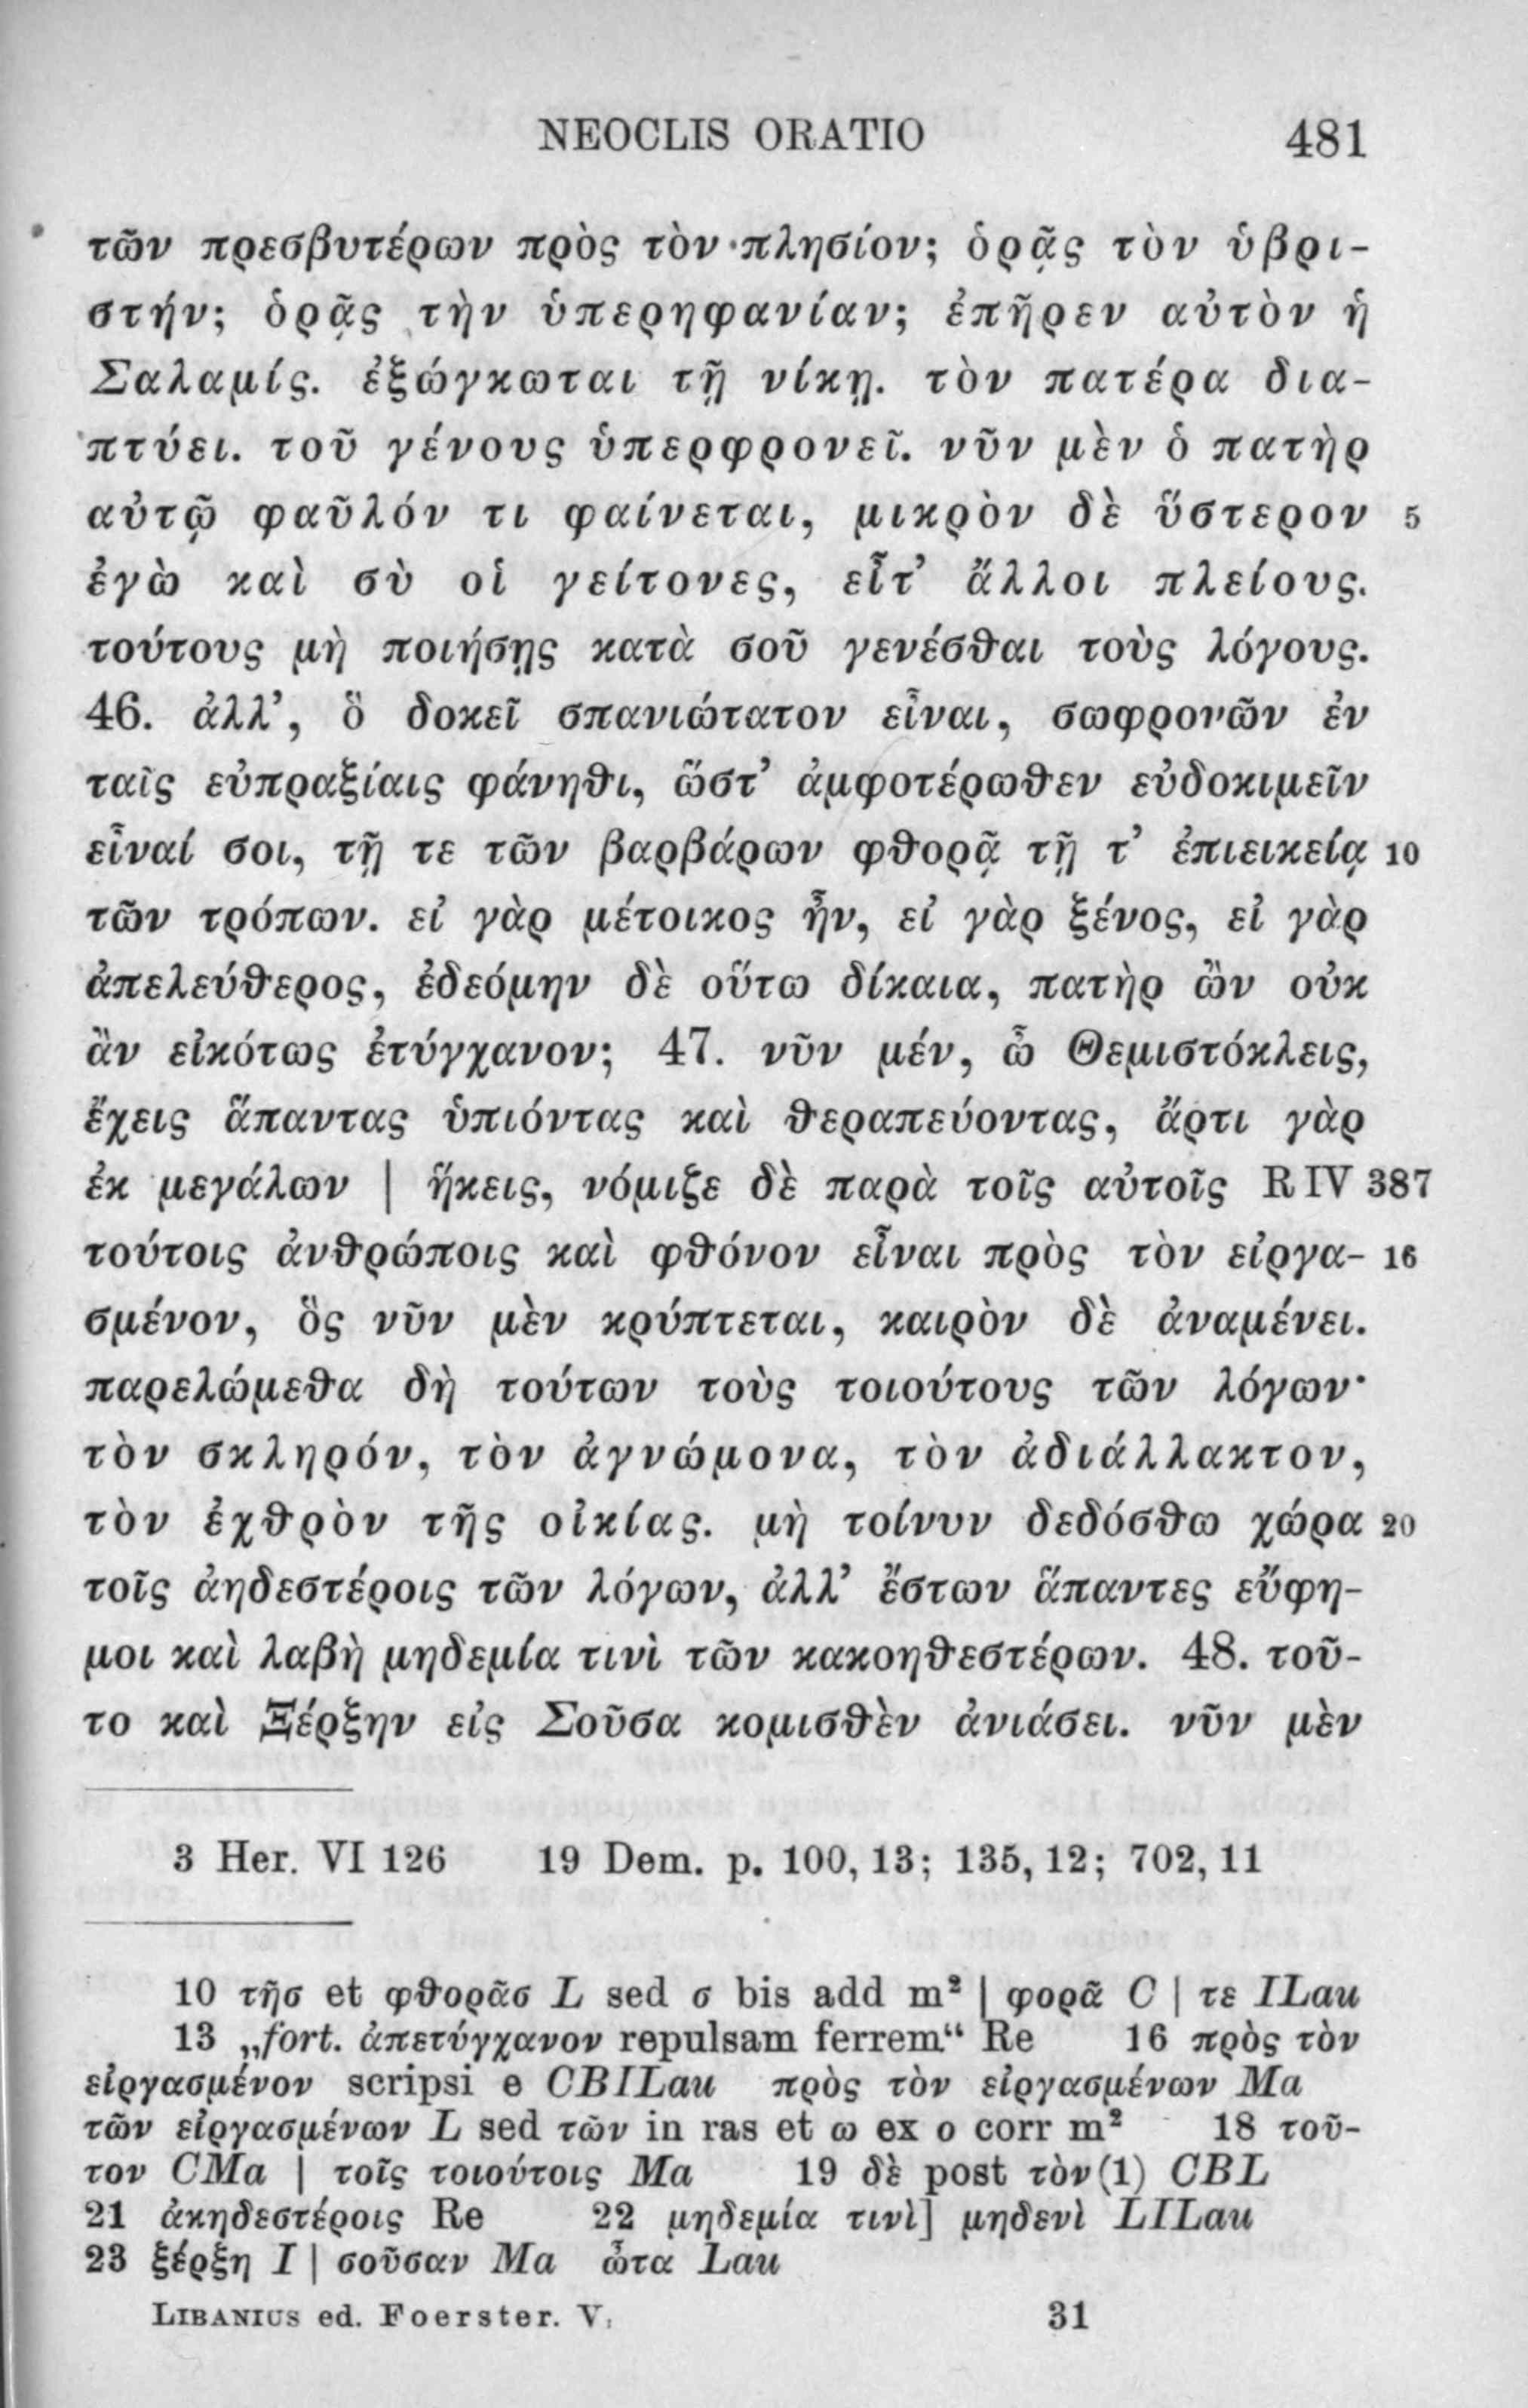 NEOCLIS ORATIO 481
τῶν πρεσβυτέρων πρὸς τὸν πλησίον; ὁρᾷς τὸν ὑβρι-
στήν; ὁρᾷς τὴν ὑπερηφανίαν; ἐπῆρεν αὐτὸν ἡ
Σαλαμίς. ἐξώγκωται τῇ νίκῃ. τὸν πατέρα δια-
πτύει. τοῦ γένους ὑπερφρονεῖ. νῦν μὲν ὁ πατὴρ
αὐτῷ φαῦλόν τι φαίνεται, μικρὸν δὲ ὕστερον 5
ἐγὼ καὶ σὺ οἱ γείτονες, εἶτ’ ἄλλοι πλείους.
τούτους μὴ ποιήσῃς κατὰ σοῦ γενέσθαι τοὺς λόγους.
46. ἀλλ’, ὃ δοκεῖ σπανιώτατον εἶναι, σωφρονῶν ἐν
ταῖς εὐπραξίαις φάνηθι, ὥστ’ ἀμφοτέρωθεν εὐδοκιμεῖν
εἶναί σοι, τῇ τε τῶν βαρβάρων φθορᾷ τῇ τ’ ἐπιεικείᾳ 10
τῶν τρόπων. εἰ γὰρ μέτοικος ἦν, εἰ γὰρ ξένος, εἰ γὰρ
ἀπελεύθερος, ἐδεόμην δὲ οὕτω δίκαια, πατὴρ ὢν οὐκ
ἂν εἰκότως ἐτύγχανον; 47. νῦν μέν, ὦ Θεμιστόκλεις,
ἔχεις ἅπαντας ὑπιόντας καὶ θεραπεύοντας, ἄρτι γὰρ
ἐκ μεγάλων | ἥκεις, νόμιζε δὲ παρὰ τοῖς αὐτοῖς R IV 387
τούτοις ἀνθρώποις καὶ φθόνον εἶναι πρὸς τὸν εἰργα- 16
σμένον, ὃς νῦν μὲν κρύπτεται, καιρὸν δὲ ἀναμένει.
παρελώμεθα δὴ τούτων τοὺς τοιούτους τῶν λόγων·
τὸν σκληρόν, τὸν ἀγνώμονα, τὸν ἀδιάλλακτον,
τὸν ἐχθρὸν τῆς οἰκίας. μὴ τοίνυν δεδόσθω χώρα 20
τοῖς ἀηδεστέροις τῶν λόγων, ἀλλ’ ἔστων ἅπαντες εὔφη-
μοι καὶ λαβὴ μηδεμία τινὶ τῶν κακοηθεστέρων. 48. τοῦ-
το καὶ Ξέρξην εἰς Σοῦσα κομισθὲν ἀνιάσει. νῦν μὲν
3 Her. VI 126 19 Dem. p. 100, 13; 135, 12; 702, 11
10 τῆσ et φθορᾶσ L sed σ bis add m² | φορᾷ C | τε ILau
13 „fort. ἀπετύγχανον repulsam ferrem“ Re 16 πρὸς τὸν
εἰργασμένον scripsi e CBILau πρὸς τὸν εἰργασμένων Ma
τῶν εἰργασμένων L sed τῶν in ras et ω ex ο corr m² 18 τοῦ-
τον CMa | τοῖς τοιούτοις Ma 19 δὲ post τὸν (1) CBL
21 ἀκηδεστέροις Re 22 μηδεμία τινὶ] μηδενὶ LILau
23 ξέρξη I | σοῦσαν Ma ὦτα Lau
LIBANIUS ed. Foerster. V. 31